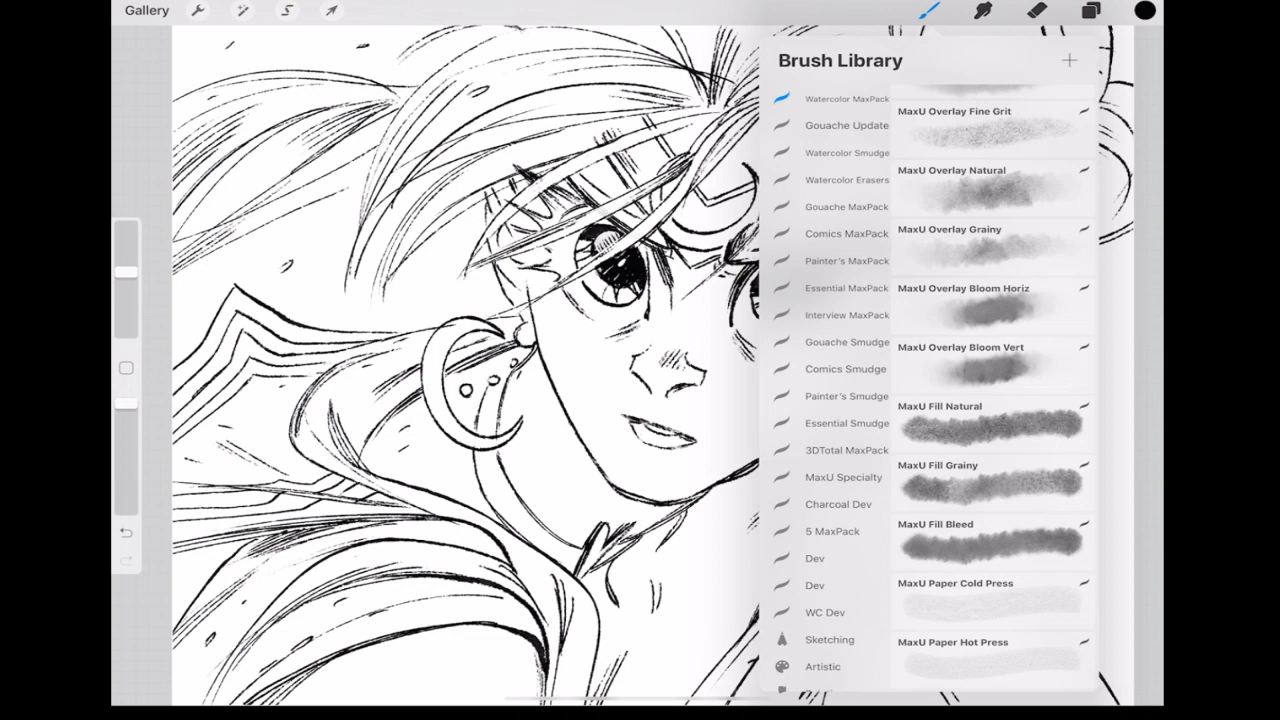 Gallery
Brush Library
Watercolor MaxPack
Gouache Update
Watercolor Smudge
Watercolor Erasers
Gouache MaxPack
Comics MaxPack
Painter's MaxPack
Essential MaxPack
Interview MaxPack
Gouache Smudge
Comics Smudge
Painter's Smudge
Essential Smudge
3DTotal MaxPack
MaxU Specialty
Charcoal Dev
5 MaxPack
Dev
Dev
WC Dev
Sketching
Artistic
MaxU Overlay Fine Grit
MaxU Overlay Natural
MaxU Overlay Grainy
MaxU Overlay Bloom Horiz
MaxU Overlay Bloom Vert
MaxU Fill Natural
MaxU Fill Grainy
MaxU Fill Bleed
MaxU Paper Cold Press
MaxU Paper Hot Press